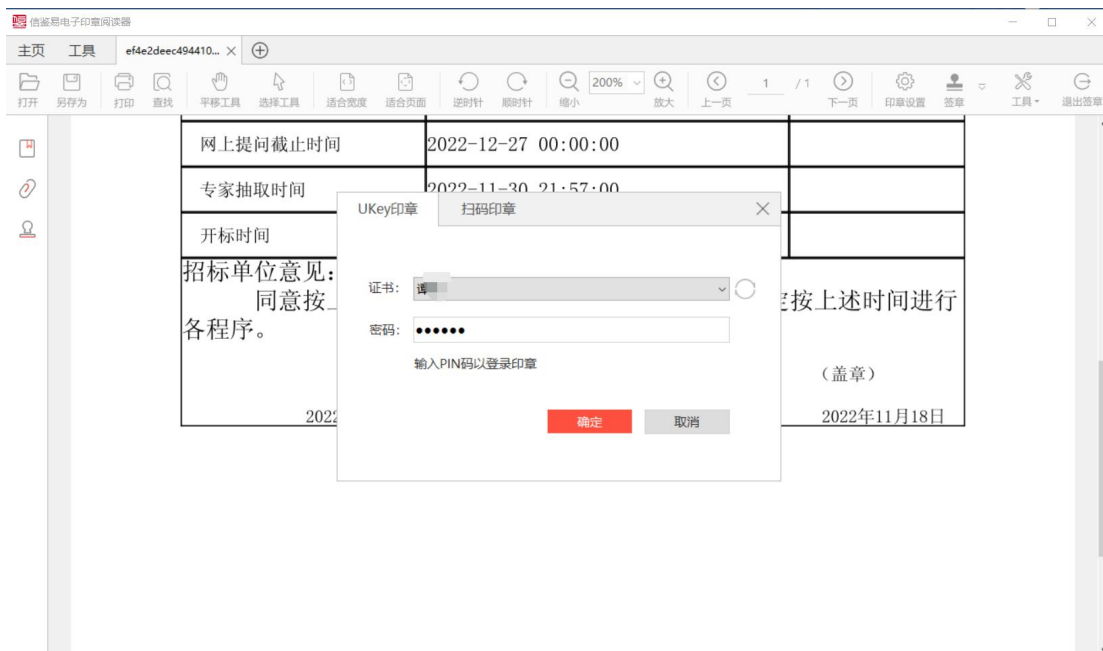 信鉴易电子印章阅读器
主页 工具 ef4e2deec494410...
打开 另存为 打印 查找 平移工具 选择工具 适合宽度 适合页面 逆时针 顺时针 缩小 200% 放大 上一页 1 / 1 下一页 印章设置 签章 工具 退出签章
网上提问截止时间 2022-12-27 00:00:00
专家抽取时间 2022-11-30 21:57:00
开标时间
招标单位意见：
同意按
按上述时间进行
各程序。
（盖章）
2022
2022年11月18日
UKey印章 扫码印章
证书: 谭
密码: ●●●●●●
输入PIN码以登录印章
确定 取消